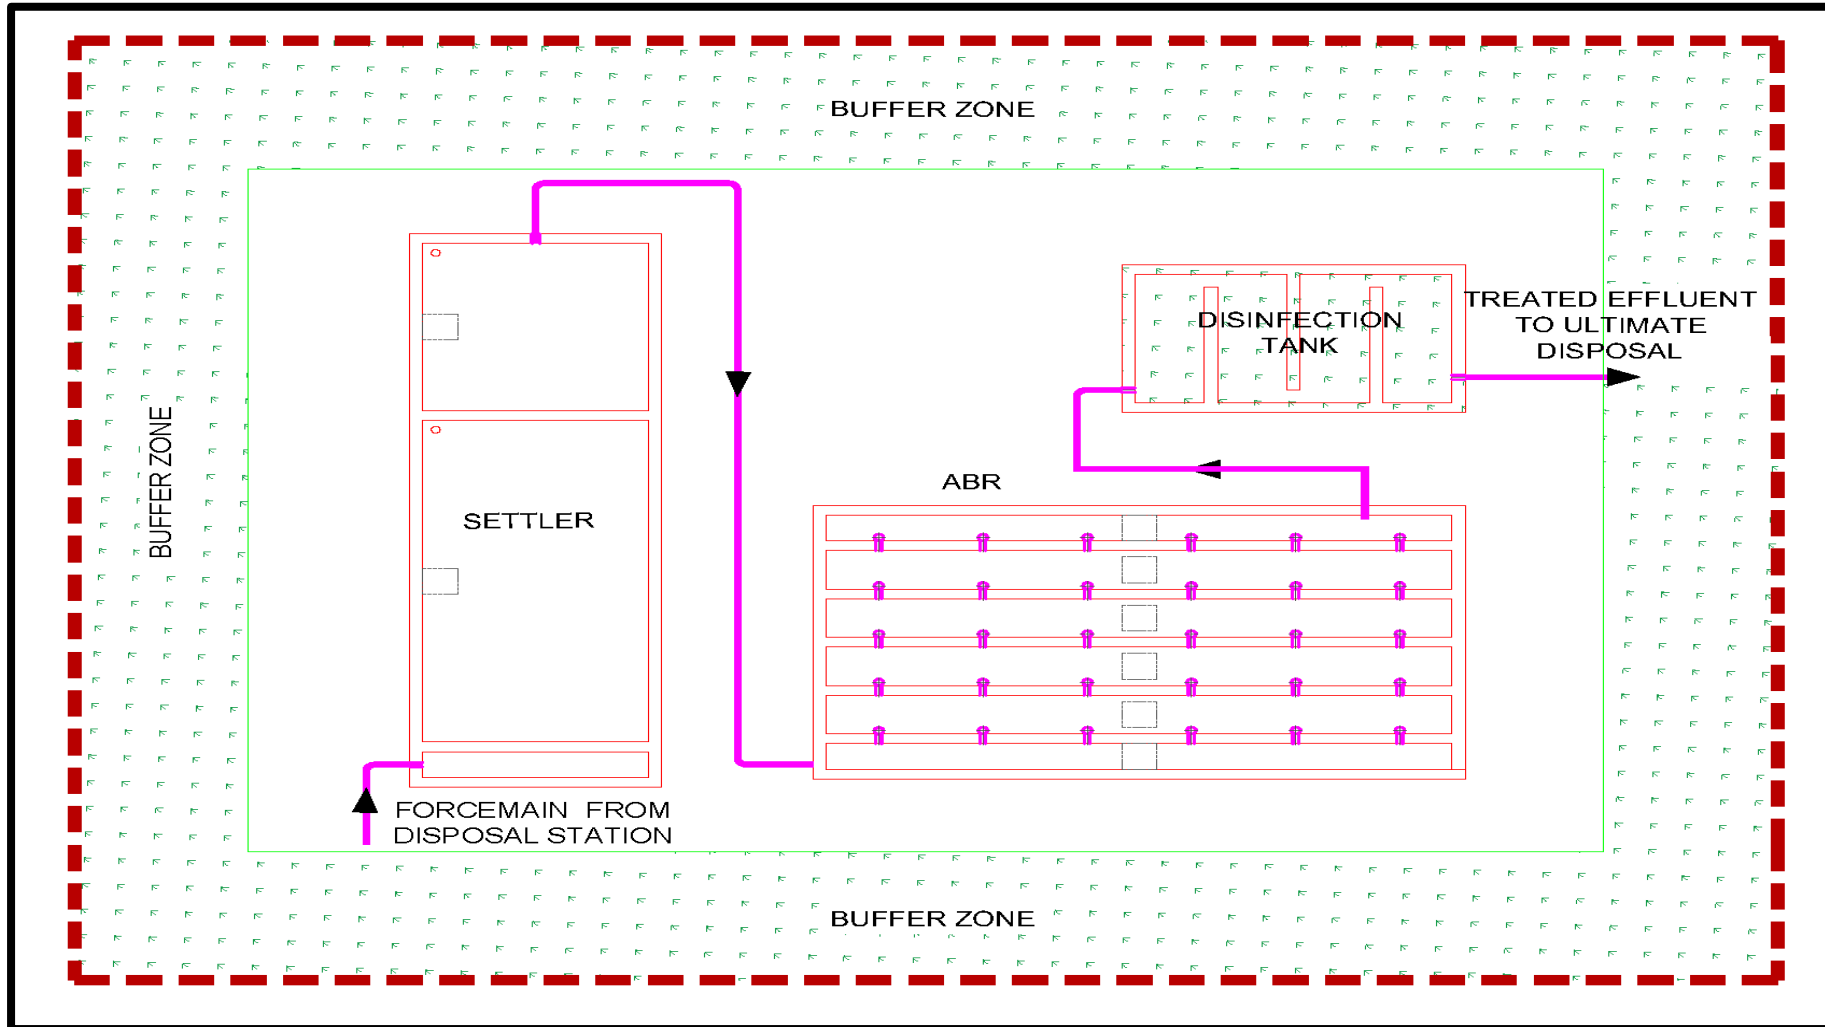 BUFFER ZONE
TREATED EFFLUENT
TO ULTIMATE
DISPOSAL
DISINFECTION
TANK
BUFFER ZONE
ABR
SETTLER
FORCEMAIN FROM
DISPOSAL STATION
BUFFER ZONE